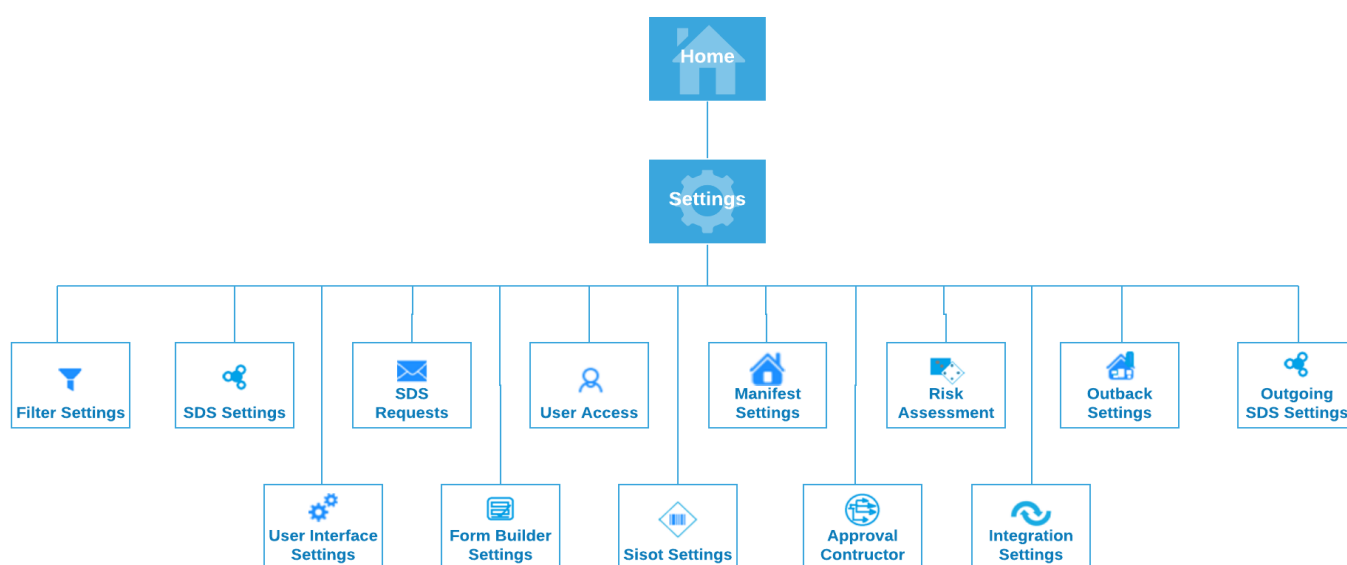 Home
Settings
Filter Settings
SDS Settings
SDS
Requests
User Access
Manifest
Settings
Risk
Assessment
Outback
Settings
Outgoing
SDS Settings
User Interface
Settings
Form Builder
Settings
Sisot Settings
Approval
Contructor
Integration
Settings